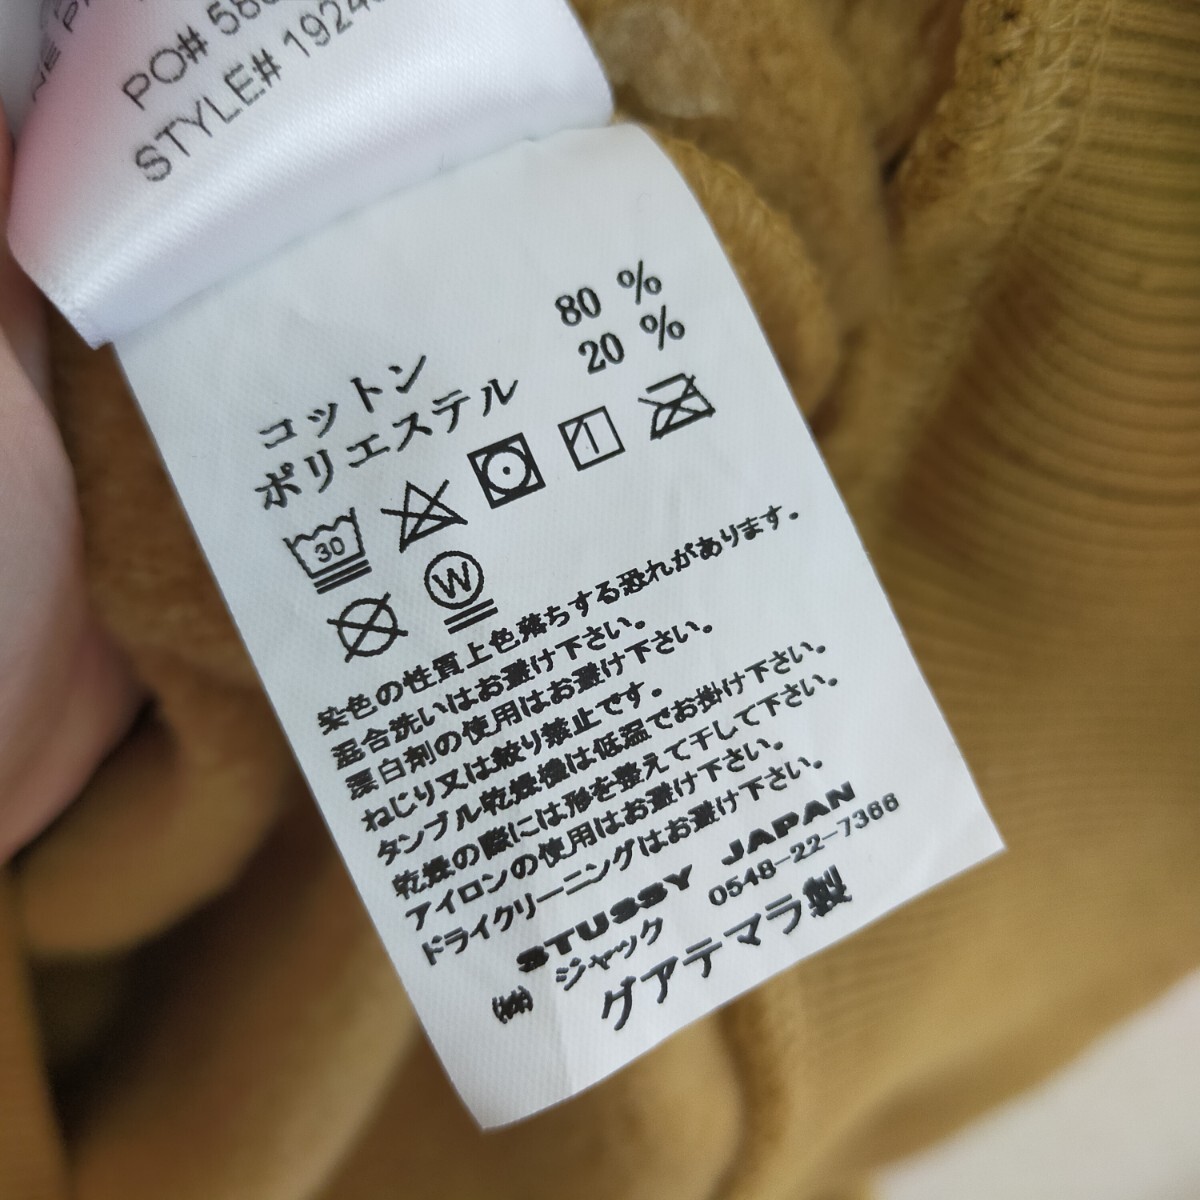 PO# 58
STYLE# 1924
コットン 80 %
ポリエステル 20 %
30
W
染色の性質上色落ちする恐れがあります。
混合洗いはお避け下さい。
漂白剤の使用はお避け下さい。
ねじり又は絞り禁止です。
タンブル乾燥機は低温でお掛け下さい。
乾燥の際には形を整えて干して下さい。
アイロンの使用はお避け下さい。
ドライクリーニングはお避け下さい。
STUSSY JAPAN
㈱ ジャック 0548-22-7366
グアテマラ製